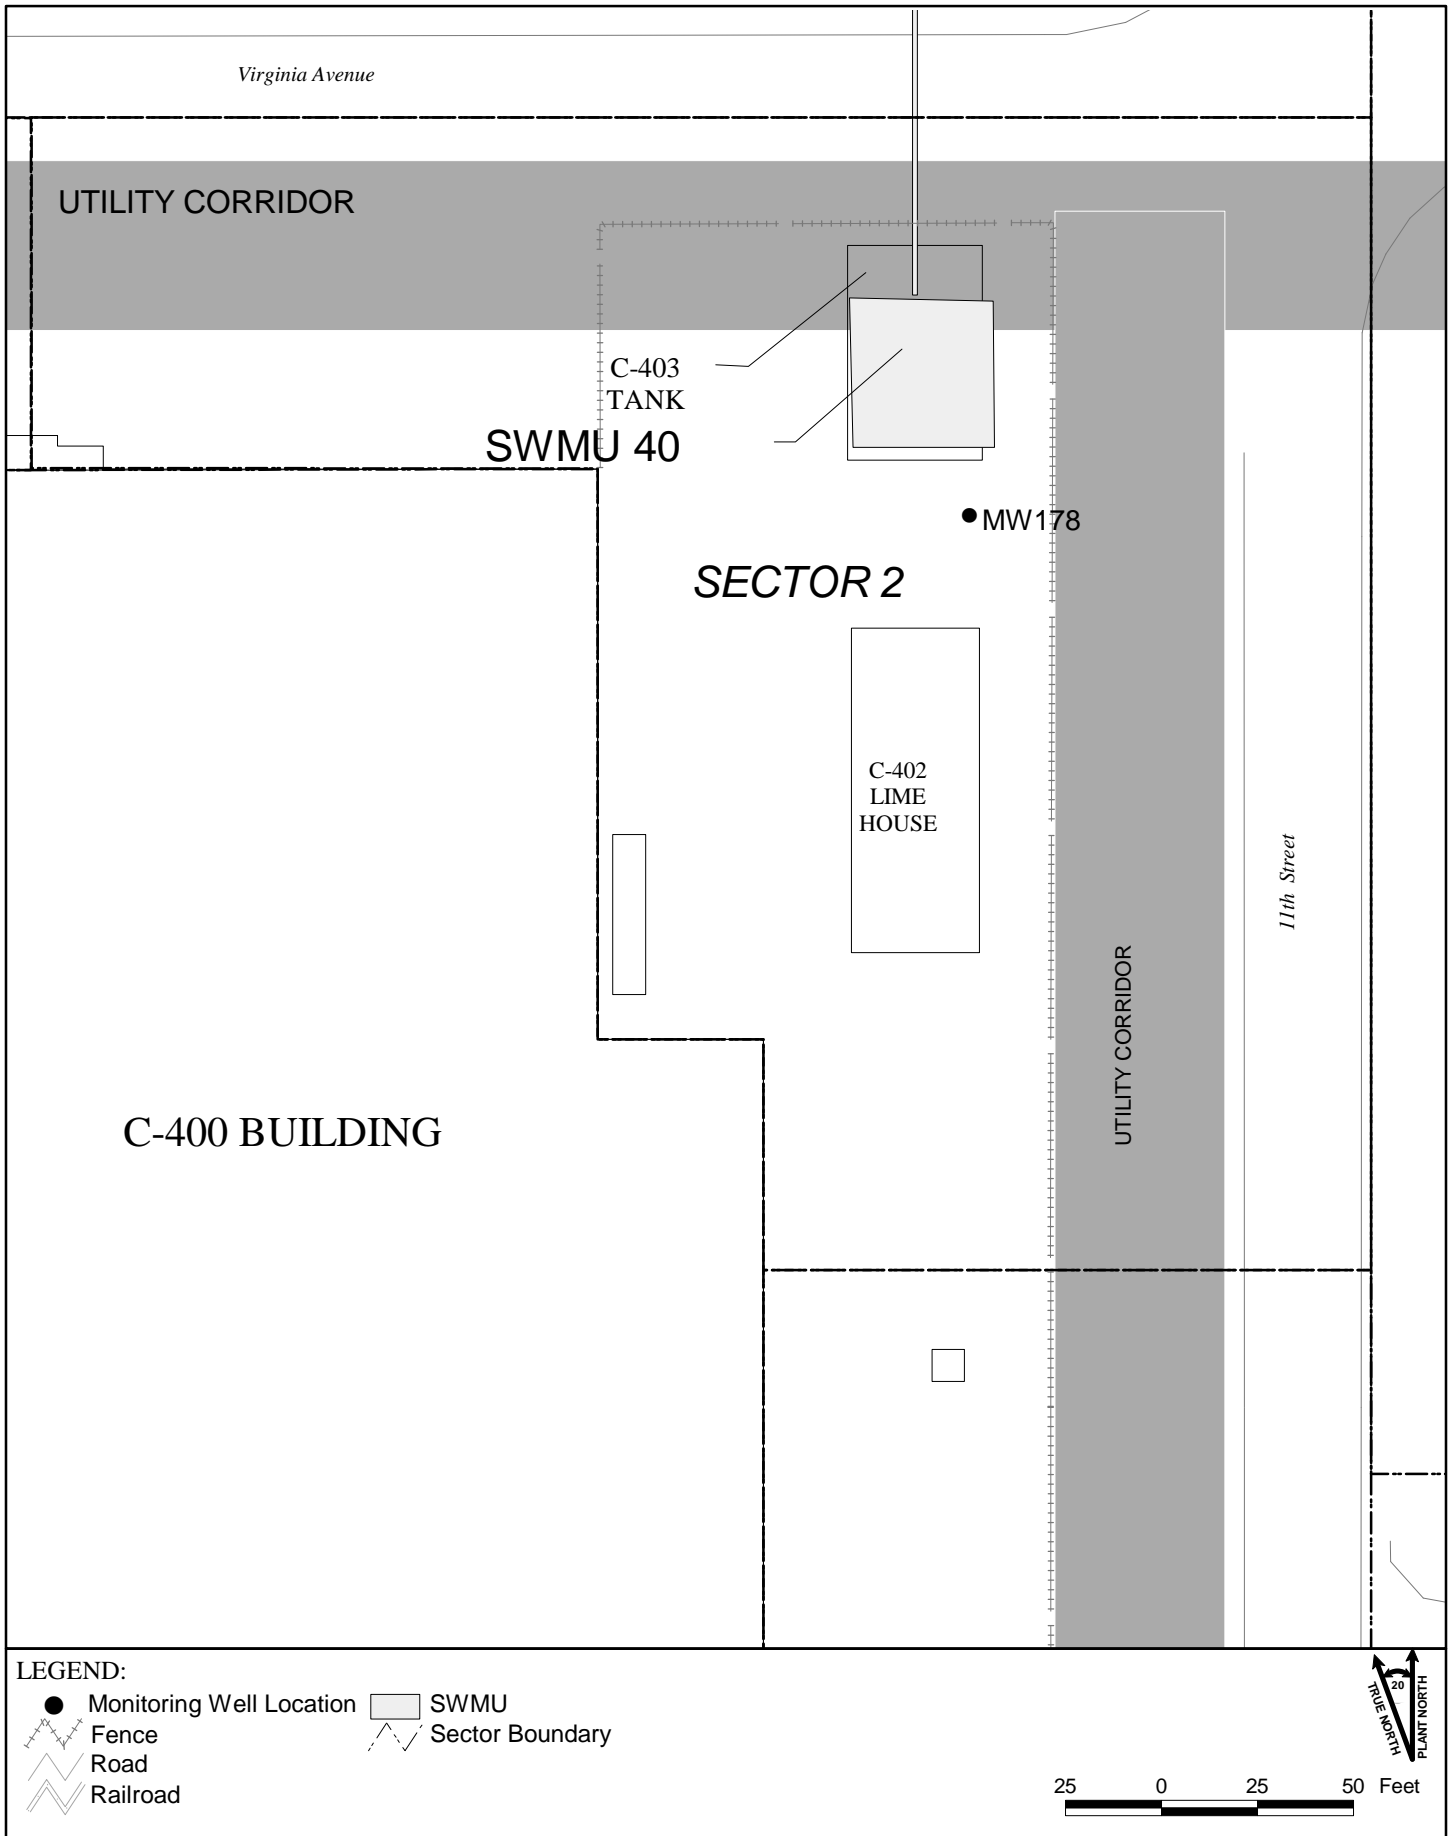 Virginia Avenue
UTILITY CORRIDOR
C-403
TANK
SWMU 40
MW178
SECTOR 2
C-402
LIME
HOUSE
11th Street
UTILITY CORRIDOR
C-400 BUILDING
LEGEND:
Monitoring Well Location
SWMU
Fence
Sector Boundary
Road
Railroad
20
TRUE NORTH
PLANT NORTH
25 0 25 50 Feet